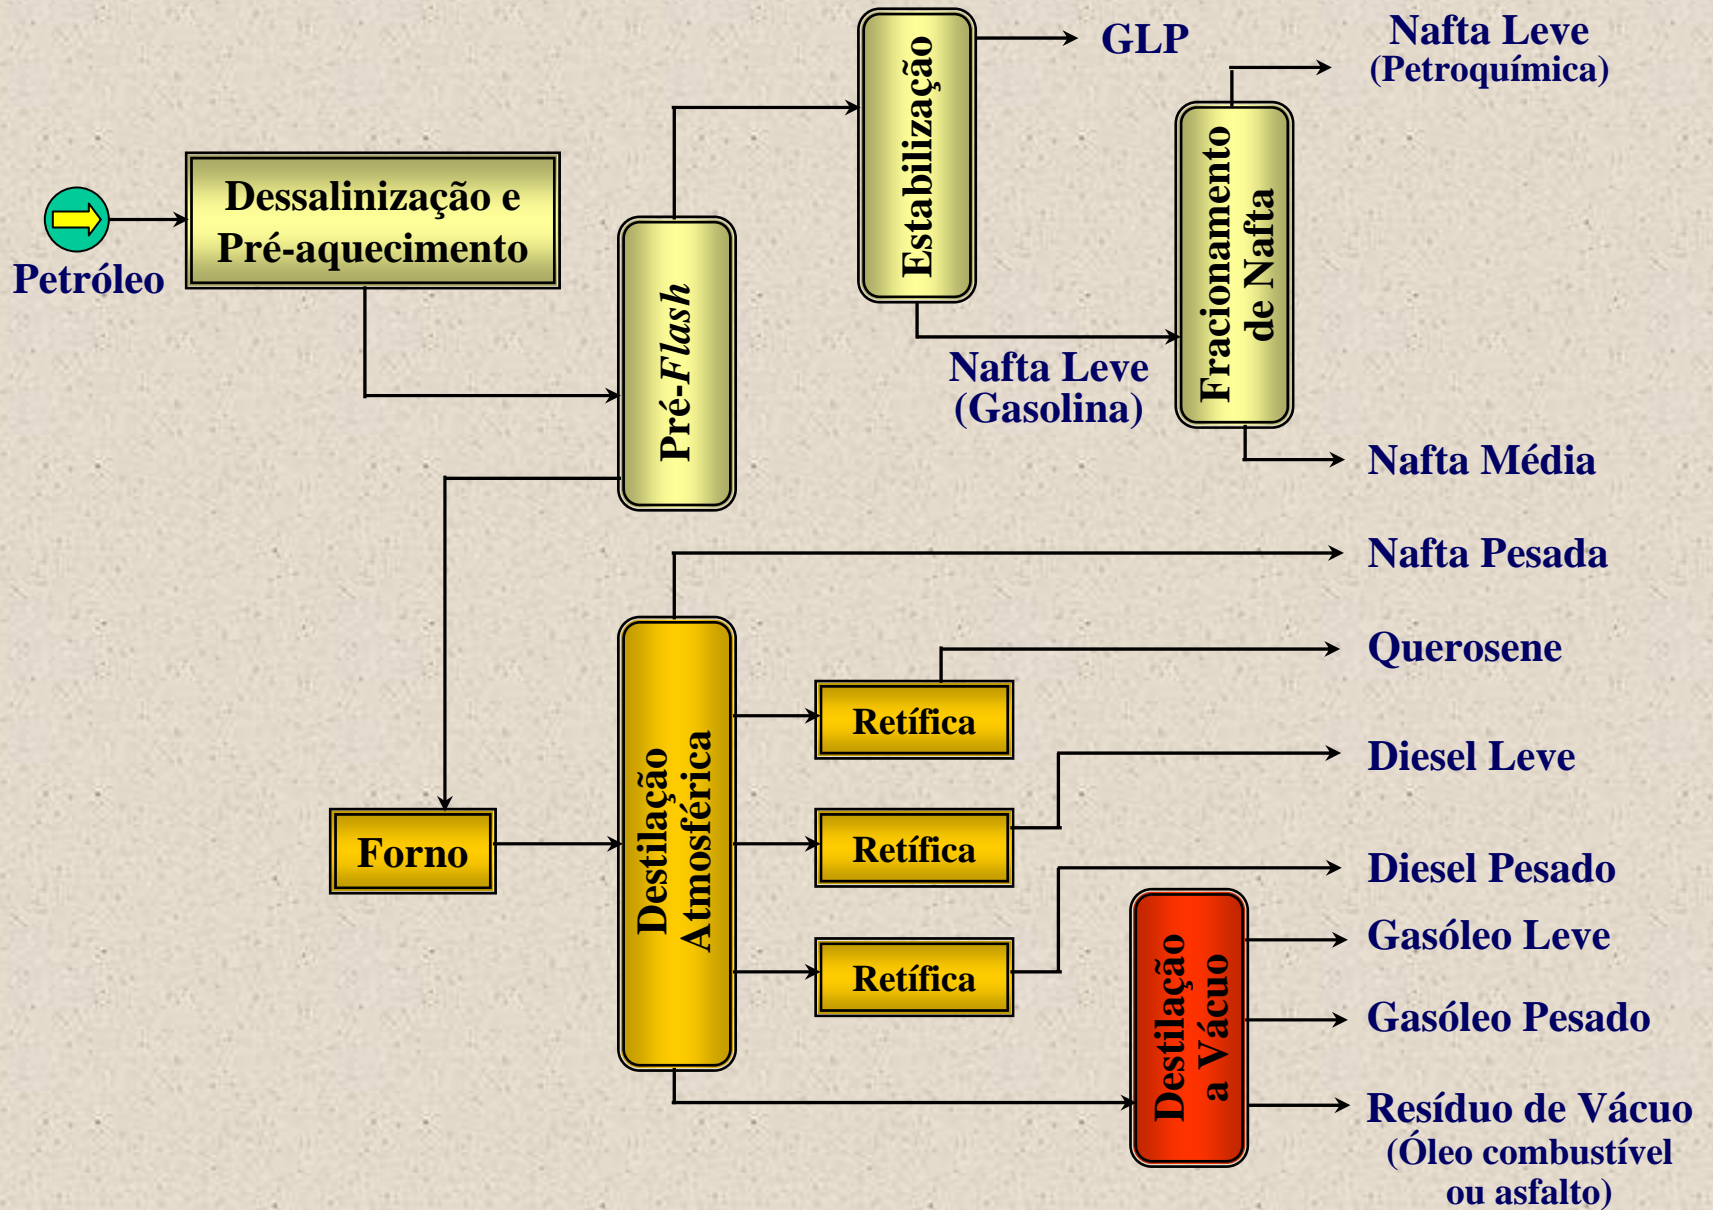 GLP
Nafta Leve
(Petroquímica)
Estabilização
Fracionamento
de Nafta
Dessalinização e
Pré-aquecimento
Petróleo
Pré-Flash
Nafta Leve
(Gasolina)
Nafta Média
Nafta Pesada
Querosene
Retífica
Diesel Leve
Destilação
Atmosférica
Forno
Retífica
Diesel Pesado
Retífica
Destilação
a Vácuo
Gasóleo Leve
Gasóleo Pesado
Resíduo de Vácuo
(Óleo combustível
ou asfalto)